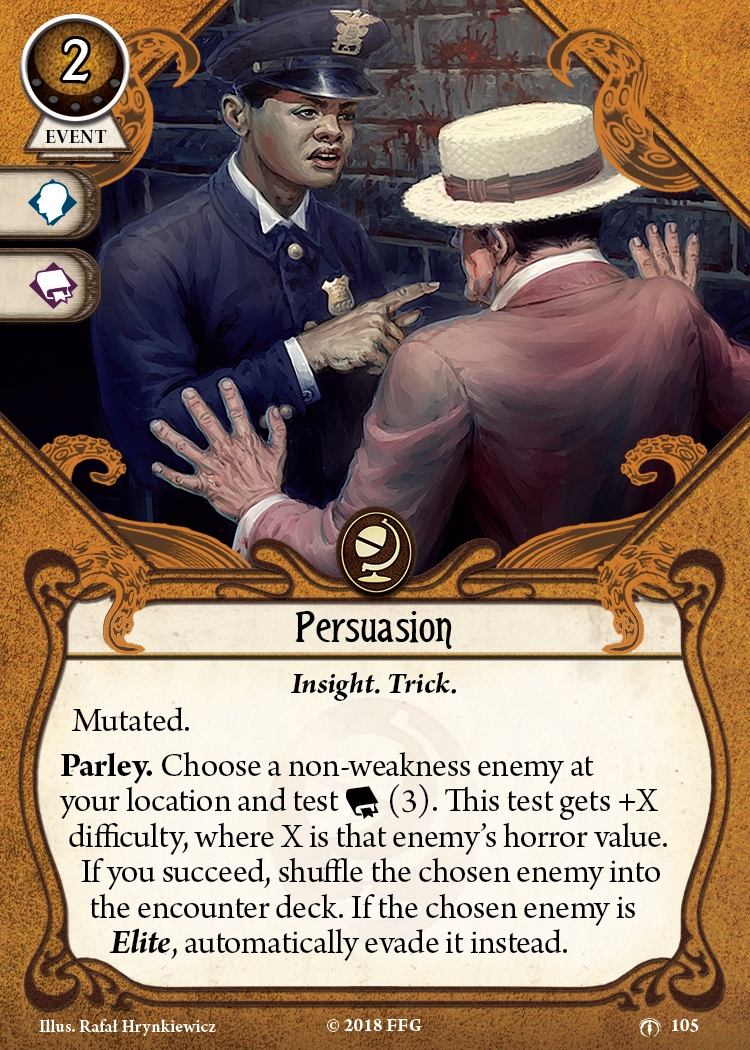 2
EVENT
Persuasion
Insight. Trick.
Mutated.
Parley. Choose a non-weakness enemy at
your location and test (3). This test gets +X
difficulty, where X is that enemy's horror value.
If you succeed, shuffle the chosen enemy into
the encounter deck. If the chosen enemy is
Elite, automatically evade it instead.
Illus. Rafał Hrynkiewicz © 2018 FFG 105